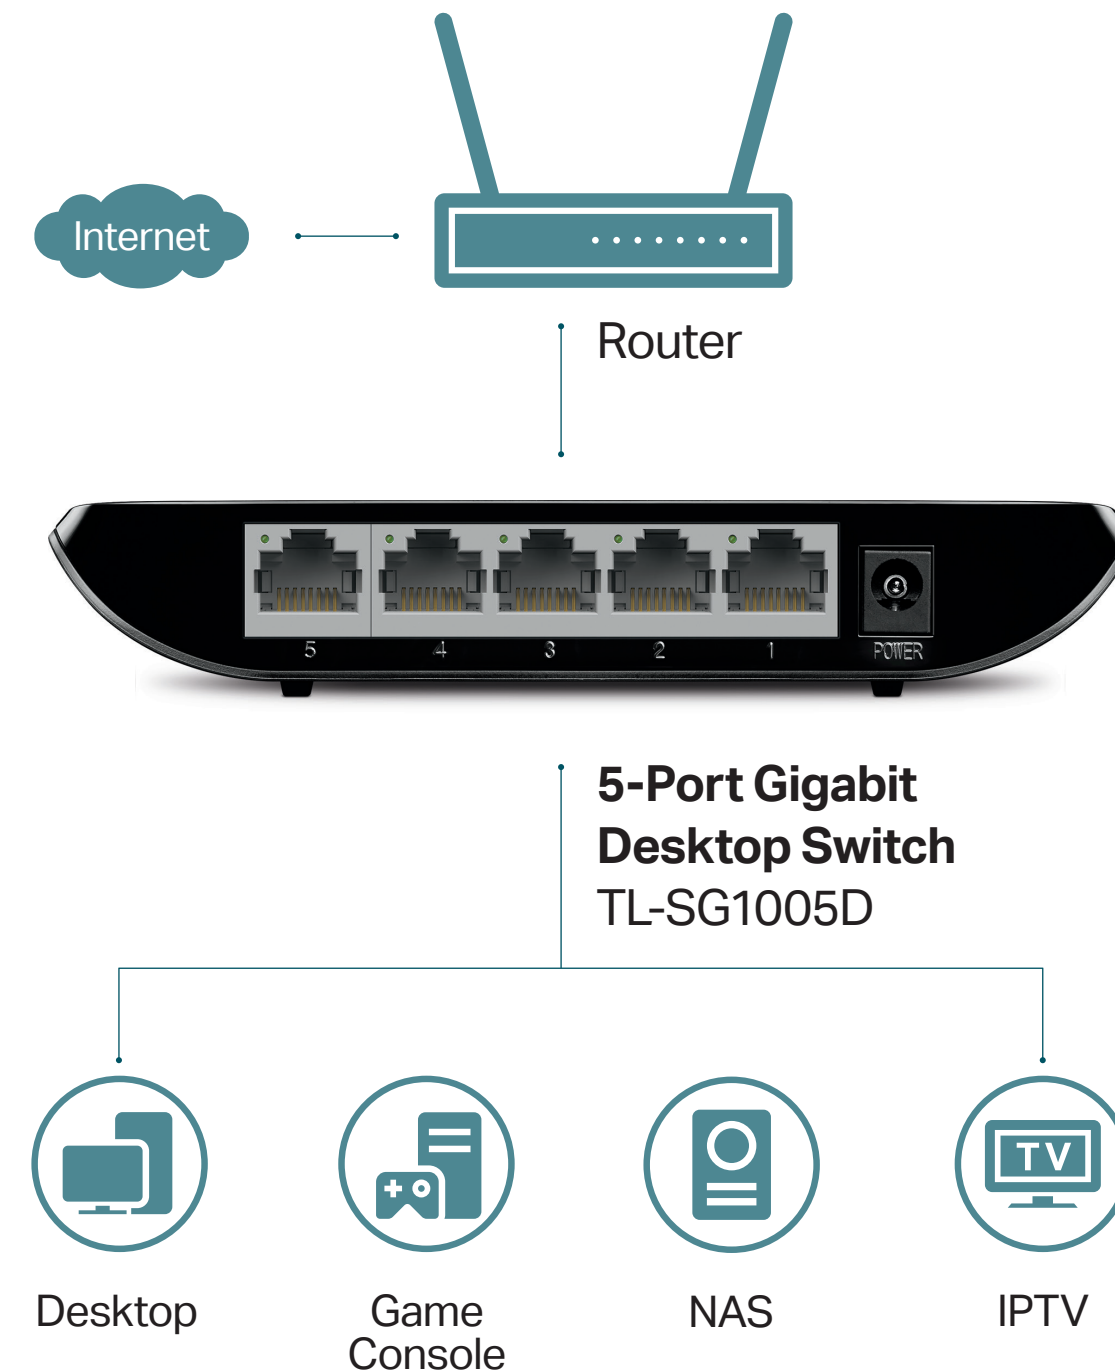 Internet
Router
5 4 3 2 1 POWER
5-Port Gigabit
Desktop Switch
TL-SG1005D
TV
Desktop
Game
Console
NAS
IPTV